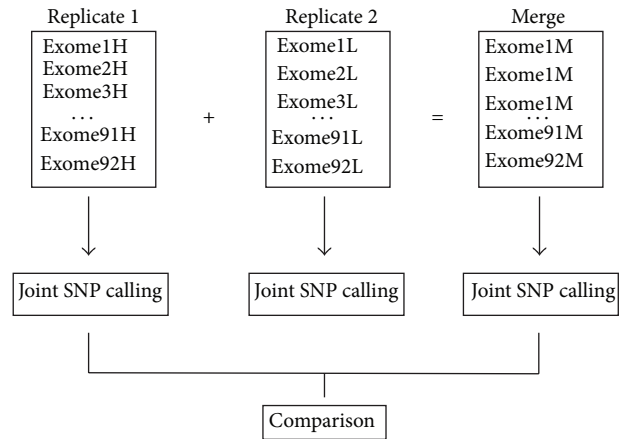 Replicate 1
Exome1H
Exome2H
Exome3H
...
Exome91H
Exome92H
+
Replicate 2
Exome1L
Exome2L
Exome3L
...
Exome91L
Exome92L
=
Merge
Exome1M
Exome1M
Exome1M
...
Exome91M
Exome92M
Joint SNP calling
Joint SNP calling
Joint SNP calling
Comparison